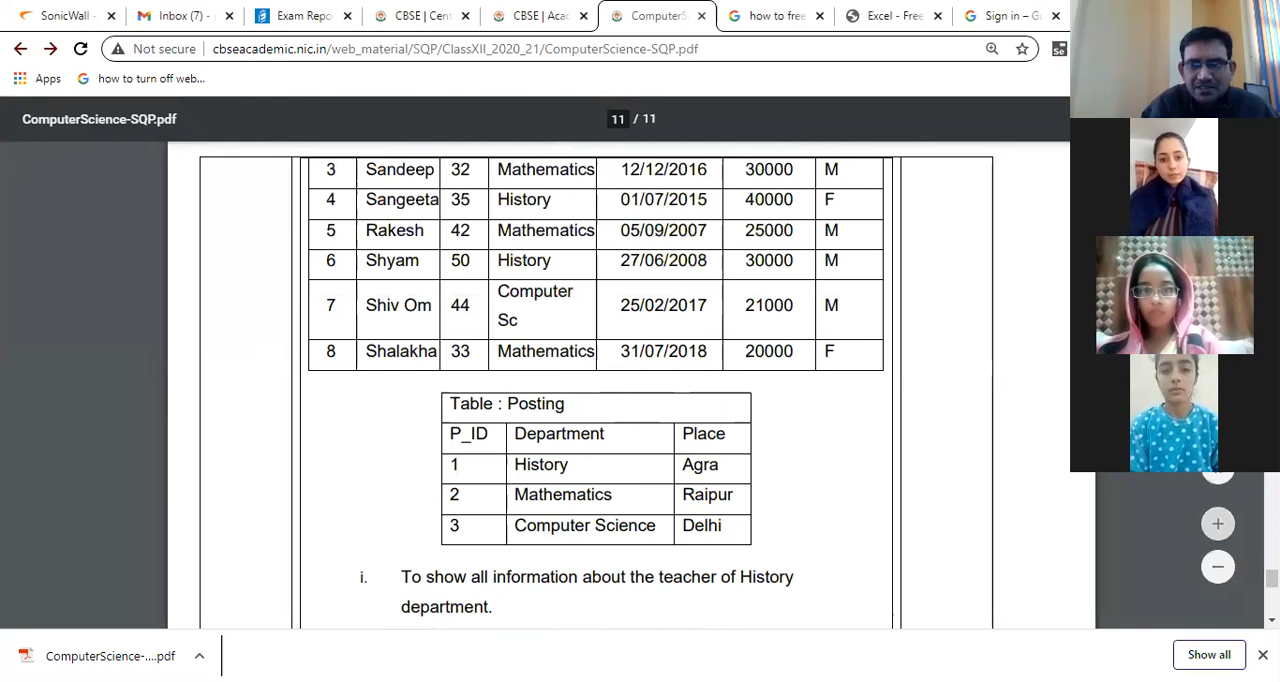 SonicWall -
Inbox (7) -
Exam Repo
CBSE | Cent
CBSE | Acac
ComputerS
how to free
Excel - Free
Sign in – G
Not secure
cbseacademic.nic.in/web_material/SQP/ClassXII_2020_21/ComputerScience-SQP.pdf
Se
Apps
how to turn off web...
ComputerScience-SQP.pdf
11 / 11
3 Sandeep 32 Mathematics 12/12/2016 30000 M
4 Sangeeta 35 History 01/07/2015 40000 F
5 Rakesh 42 Mathematics 05/09/2007 25000 M
6 Shyam 50 History 27/06/2008 30000 M
7 Shiv Om 44 Computer Sc 25/02/2017 21000 M
8 Shalakha 33 Mathematics 31/07/2018 20000 F
Table : Posting
P_ID Department Place
1 History Agra
2 Mathematics Raipur
3 Computer Science Delhi
i. To show all information about the teacher of History
department.
ComputerScience-....pdf
Show all